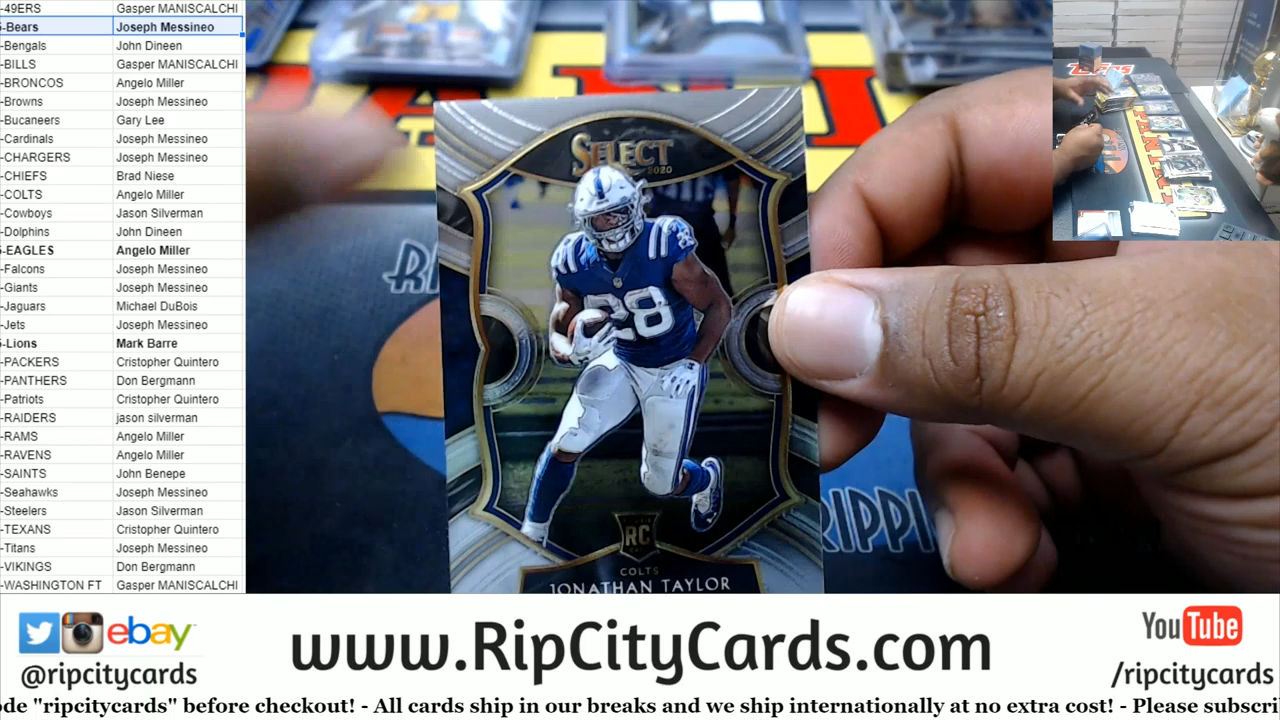 -49ERS Gasper MANISCALCHI
-Bears Joseph Messineo
-Bengals John Dineen
-BILLS Gasper MANISCALCHI
-BRONCOS Angelo Miller
-Browns Joseph Messineo
-Bucaneers Gary Lee
-Cardinals Joseph Messineo
-CHARGERS Joseph Messineo
-CHIEFS Brad Niese
-COLTS Angelo Miller
-Cowboys Jason Silverman
-Dolphins John Dineen
-EAGLES Angelo Miller
-Falcons Joseph Messineo
-Giants Joseph Messineo
-Jaguars Michael DuBois
-Jets Joseph Messineo
-Lions Mark Barre
-PACKERS Cristopher Quintero
-PANTHERS Don Bergmann
-Patriots Cristopher Quintero
-RAIDERS jason silverman
-RAMS Angelo Miller
-RAVENS Angelo Miller
-SAINTS John Benepe
-Seahawks Joseph Messineo
-Steelers Jason Silverman
-TEXANS Cristopher Quintero
-Titans Joseph Messineo
-VIKINGS Don Bergmann
-WASHINGTON FT Gasper MANISCALCHI
SELECT
2020
28
RC
COLTS
JONATHAN TAYLOR
RIPPI
Topps
PANINI
ebay
@ripcitycards
www.RipCityCards.com
YouTube
/ripcitycards
ode "ripcitycards" before checkout! - All cards ship in our breaks and we ship internationally at no extra cost! - Please subscri